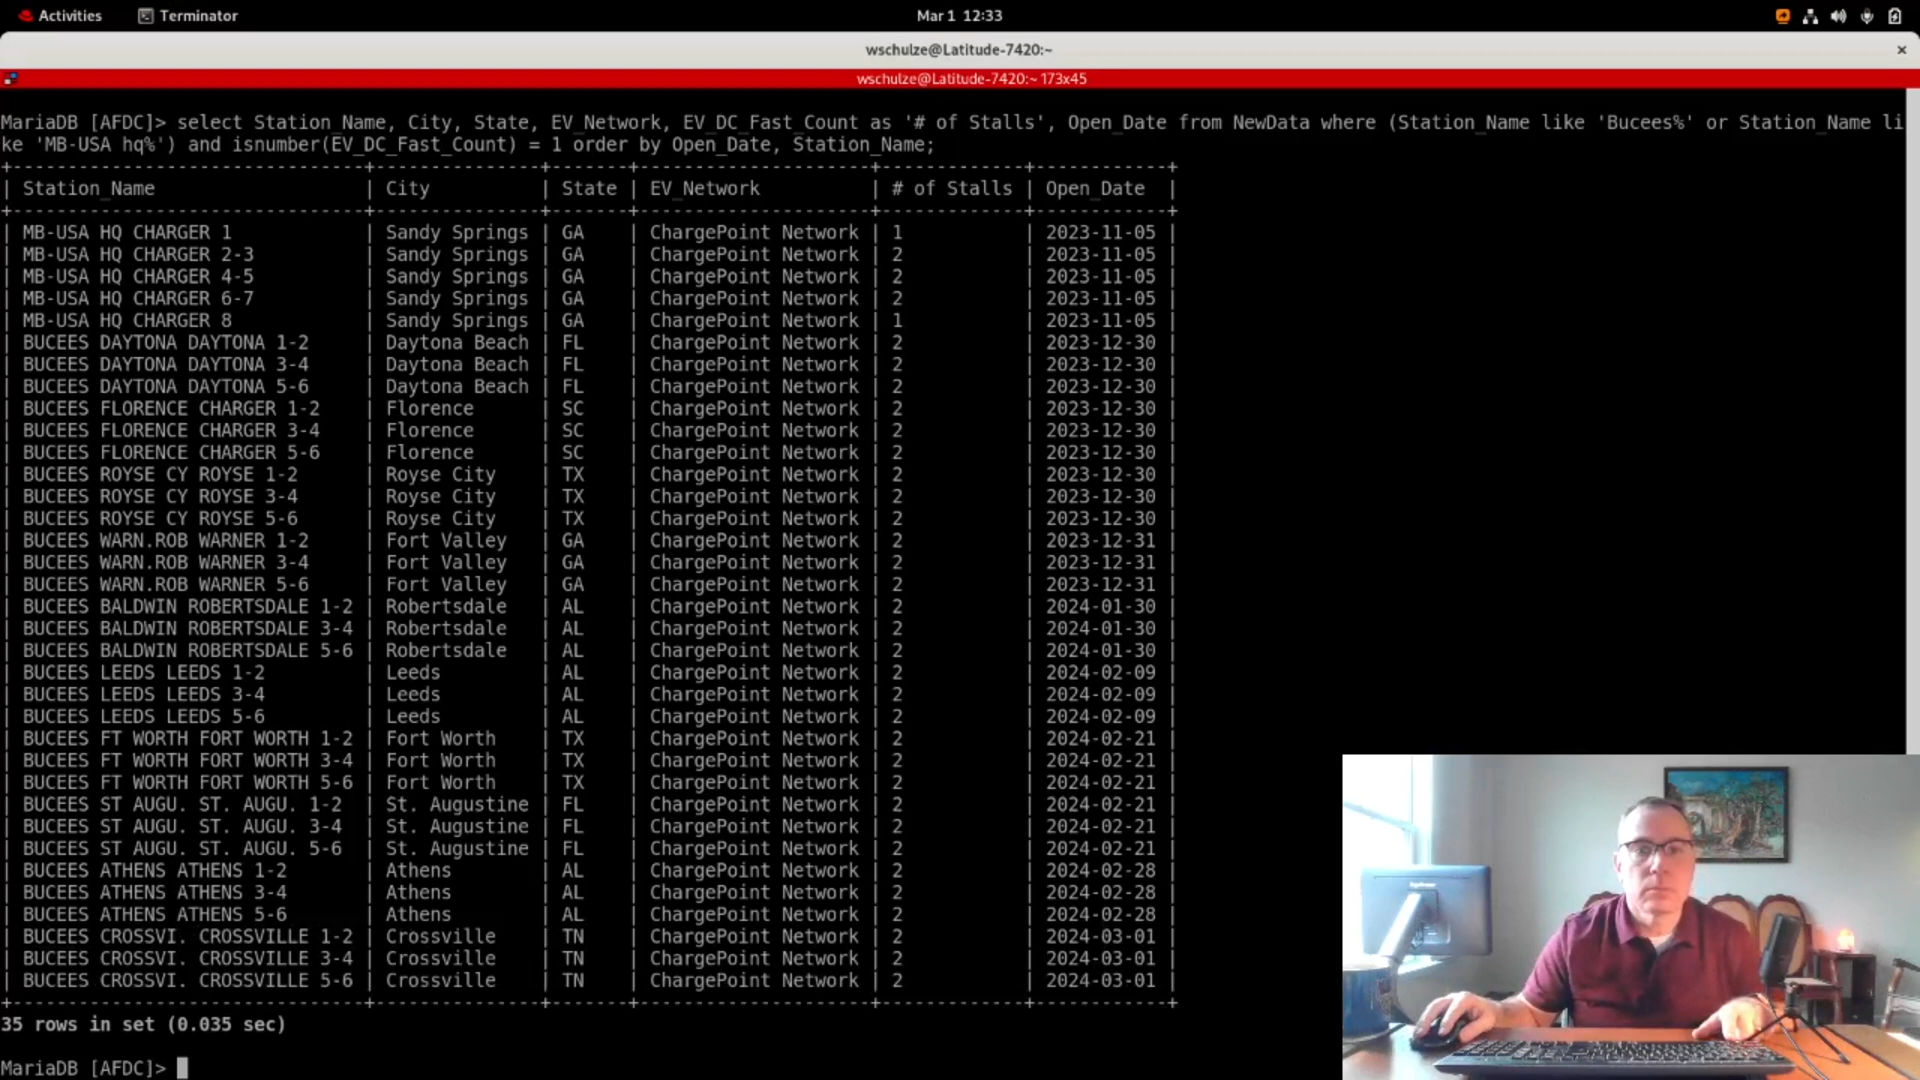 Activities Terminator Mar 1 12:33
wschulze@Latitude-7420:~
wschulze@Latitude-7420:~ 173x45
MariaDB [AFDC]> select Station_Name, City, State, EV_Network, EV_DC_Fast_Count as '# of Stalls', Open_Date from NewData where (Station_Name like 'Bucees%' or Station_Name li
ke 'MB-USA hq%') and isnumber(EV_DC_Fast_Count) = 1 order by Open_Date, Station_Name;
| Station_Name | City | State | EV_Network | # of Stalls | Open_Date |
| MB-USA HQ CHARGER 1 | Sandy Springs | GA | ChargePoint Network | 1 | 2023-11-05 |
| MB-USA HQ CHARGER 2-3 | Sandy Springs | GA | ChargePoint Network | 2 | 2023-11-05 |
| MB-USA HQ CHARGER 4-5 | Sandy Springs | GA | ChargePoint Network | 2 | 2023-11-05 |
| MB-USA HQ CHARGER 6-7 | Sandy Springs | GA | ChargePoint Network | 2 | 2023-11-05 |
| MB-USA HQ CHARGER 8 | Sandy Springs | GA | ChargePoint Network | 1 | 2023-11-05 |
| BUCEES DAYTONA DAYTONA 1-2 | Daytona Beach | FL | ChargePoint Network | 2 | 2023-12-30 |
| BUCEES DAYTONA DAYTONA 3-4 | Daytona Beach | FL | ChargePoint Network | 2 | 2023-12-30 |
| BUCEES DAYTONA DAYTONA 5-6 | Daytona Beach | FL | ChargePoint Network | 2 | 2023-12-30 |
| BUCEES FLORENCE CHARGER 1-2 | Florence | SC | ChargePoint Network | 2 | 2023-12-30 |
| BUCEES FLORENCE CHARGER 3-4 | Florence | SC | ChargePoint Network | 2 | 2023-12-30 |
| BUCEES FLORENCE CHARGER 5-6 | Florence | SC | ChargePoint Network | 2 | 2023-12-30 |
| BUCEES ROYSE CY ROYSE 1-2 | Royse City | TX | ChargePoint Network | 2 | 2023-12-30 |
| BUCEES ROYSE CY ROYSE 3-4 | Royse City | TX | ChargePoint Network | 2 | 2023-12-30 |
| BUCEES ROYSE CY ROYSE 5-6 | Royse City | TX | ChargePoint Network | 2 | 2023-12-30 |
| BUCEES WARN.ROB WARNER 1-2 | Fort Valley | GA | ChargePoint Network | 2 | 2023-12-31 |
| BUCEES WARN.ROB WARNER 3-4 | Fort Valley | GA | ChargePoint Network | 2 | 2023-12-31 |
| BUCEES WARN.ROB WARNER 5-6 | Fort Valley | GA | ChargePoint Network | 2 | 2023-12-31 |
| BUCEES BALDWIN ROBERTSDALE 1-2 | Robertsdale | AL | ChargePoint Network | 2 | 2024-01-30 |
| BUCEES BALDWIN ROBERTSDALE 3-4 | Robertsdale | AL | ChargePoint Network | 2 | 2024-01-30 |
| BUCEES BALDWIN ROBERTSDALE 5-6 | Robertsdale | AL | ChargePoint Network | 2 | 2024-01-30 |
| BUCEES LEEDS LEEDS 1-2 | Leeds | AL | ChargePoint Network | 2 | 2024-02-09 |
| BUCEES LEEDS LEEDS 3-4 | Leeds | AL | ChargePoint Network | 2 | 2024-02-09 |
| BUCEES LEEDS LEEDS 5-6 | Leeds | AL | ChargePoint Network | 2 | 2024-02-09 |
| BUCEES FT WORTH FORT WORTH 1-2 | Fort Worth | TX | ChargePoint Network | 2 | 2024-02-21 |
| BUCEES FT WORTH FORT WORTH 3-4 | Fort Worth | TX | ChargePoint Network | 2 | 2024-02-21 |
| BUCEES FT WORTH FORT WORTH 5-6 | Fort Worth | TX | ChargePoint Network | 2 | 2024-02-21 |
| BUCEES ST AUGU. ST. AUGU. 1-2 | St. Augustine | FL | ChargePoint Network | 2 | 2024-02-21 |
| BUCEES ST AUGU. ST. AUGU. 3-4 | St. Augustine | FL | ChargePoint Network | 2 | 2024-02-21 |
| BUCEES ST AUGU. ST. AUGU. 5-6 | St. Augustine | FL | ChargePoint Network | 2 | 2024-02-21 |
| BUCEES ATHENS ATHENS 1-2 | Athens | AL | ChargePoint Network | 2 | 2024-02-28 |
| BUCEES ATHENS ATHENS 3-4 | Athens | AL | ChargePoint Network | 2 | 2024-02-28 |
| BUCEES ATHENS ATHENS 5-6 | Athens | AL | ChargePoint Network | 2 | 2024-02-28 |
| BUCEES CROSSVI. CROSSVILLE 1-2 | Crossville | TN | ChargePoint Network | 2 | 2024-03-01 |
| BUCEES CROSSVI. CROSSVILLE 3-4 | Crossville | TN | ChargePoint Network | 2 | 2024-03-01 |
| BUCEES CROSSVI. CROSSVILLE 5-6 | Crossville | TN | ChargePoint Network | 2 | 2024-03-01 |
35 rows in set (0.035 sec)
MariaDB [AFDC]>